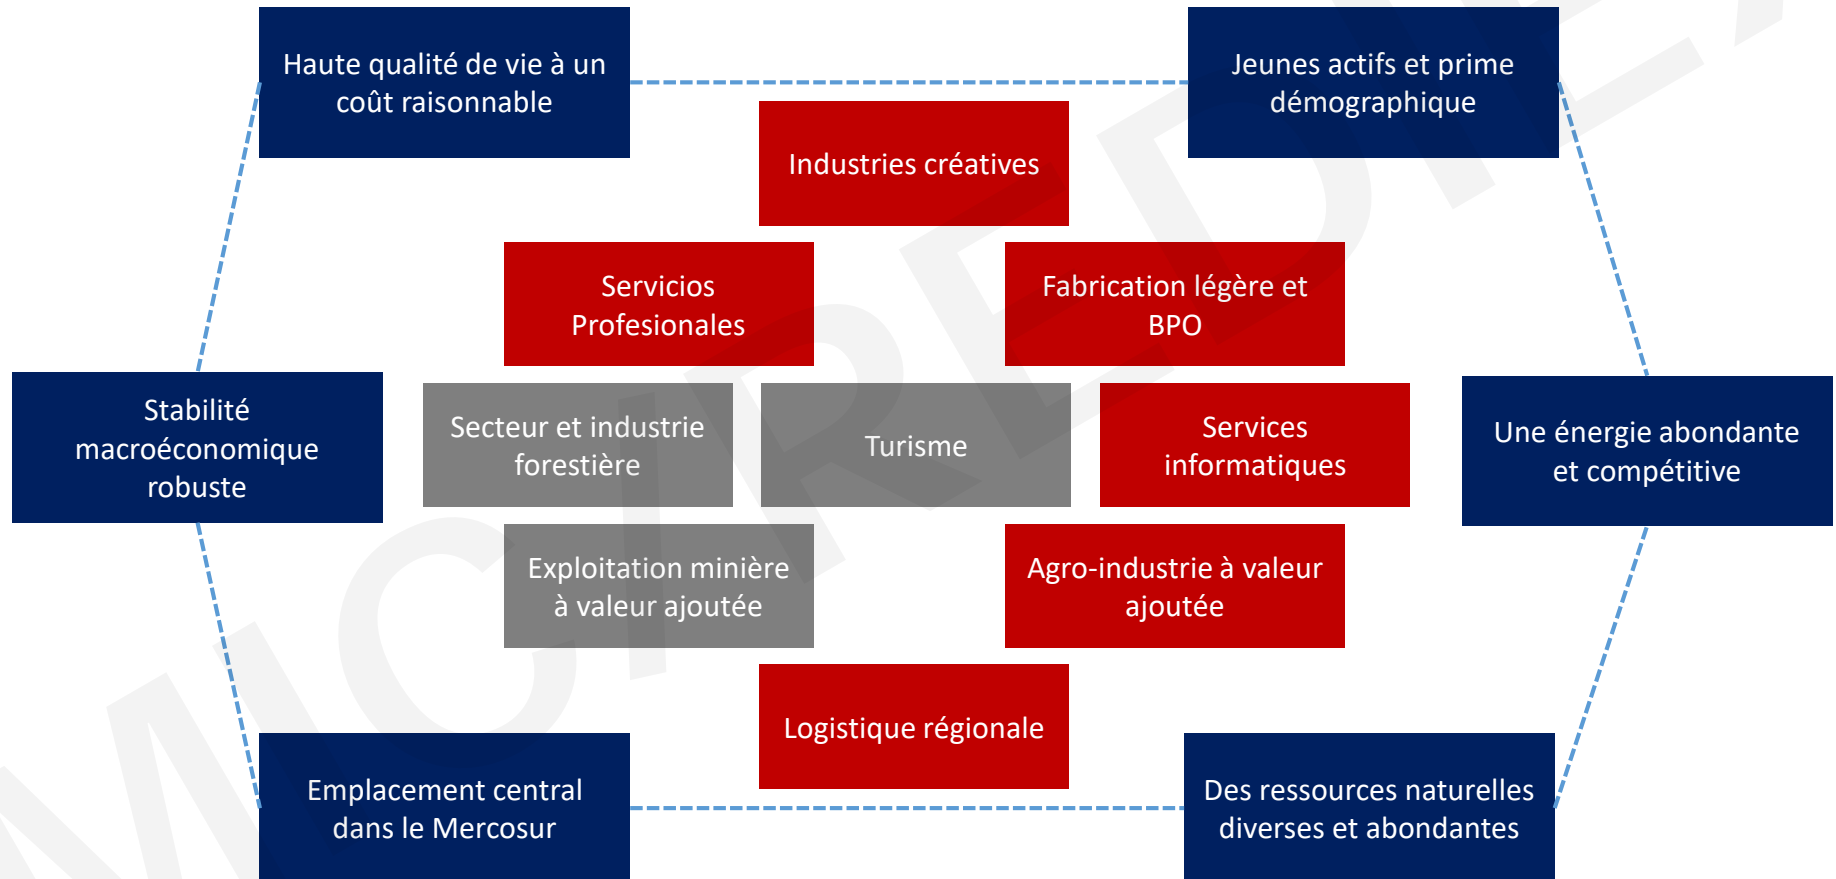 Haute qualité de vie à un
coût raisonnable
Jeunes actifs et prime
démographique
Industries créatives
Servicios
Profesionales
Fabrication légère et
BPO
Stabilité
macroéconomique
robuste
Secteur et industrie
forestière
Turisme
Services
informatiques
Une énergie abondante
et compétitive
Exploitation minière
à valeur ajoutée
Agro-industrie à valeur
ajoutée
Logistique régionale
Emplacement central
dans le Mercosur
Des ressources naturelles
diverses et abondantes
MIC/REDIEX